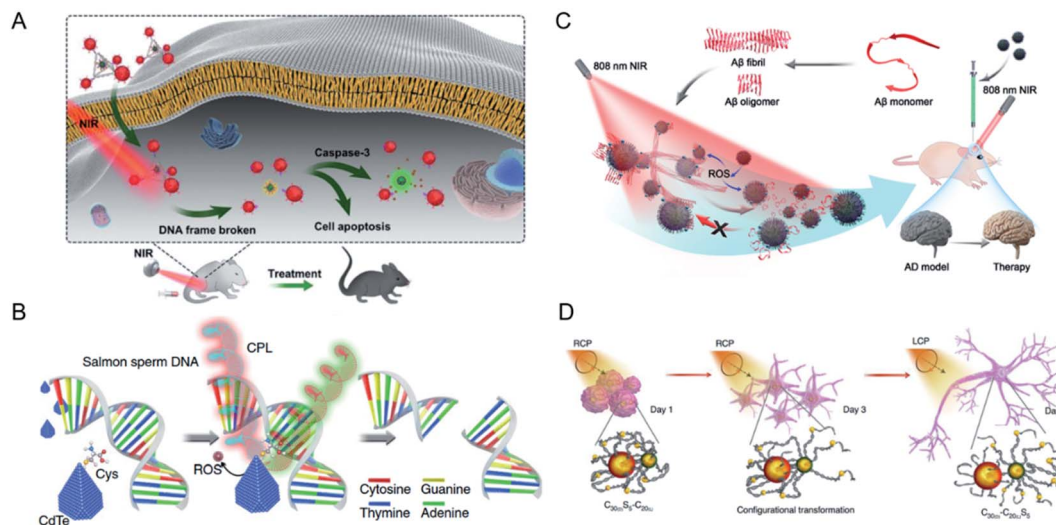 A
NIR
Caspase-3
DNA frame broken
Cell apoptosis
NIR
Treatment
B
Salmon sperm DNA
CPL
Cys
ROS
CdTe
Cytosine
Guanine
Thymine
Adenine
C
808 nm NIR
Aβ fibril
Aβ oligomer
Aβ monomer
808 nm NIR
ROS
AD model
Therapy
D
RCP
RCP
LCP
Day 1
Day 3
Da
Configurational transformation